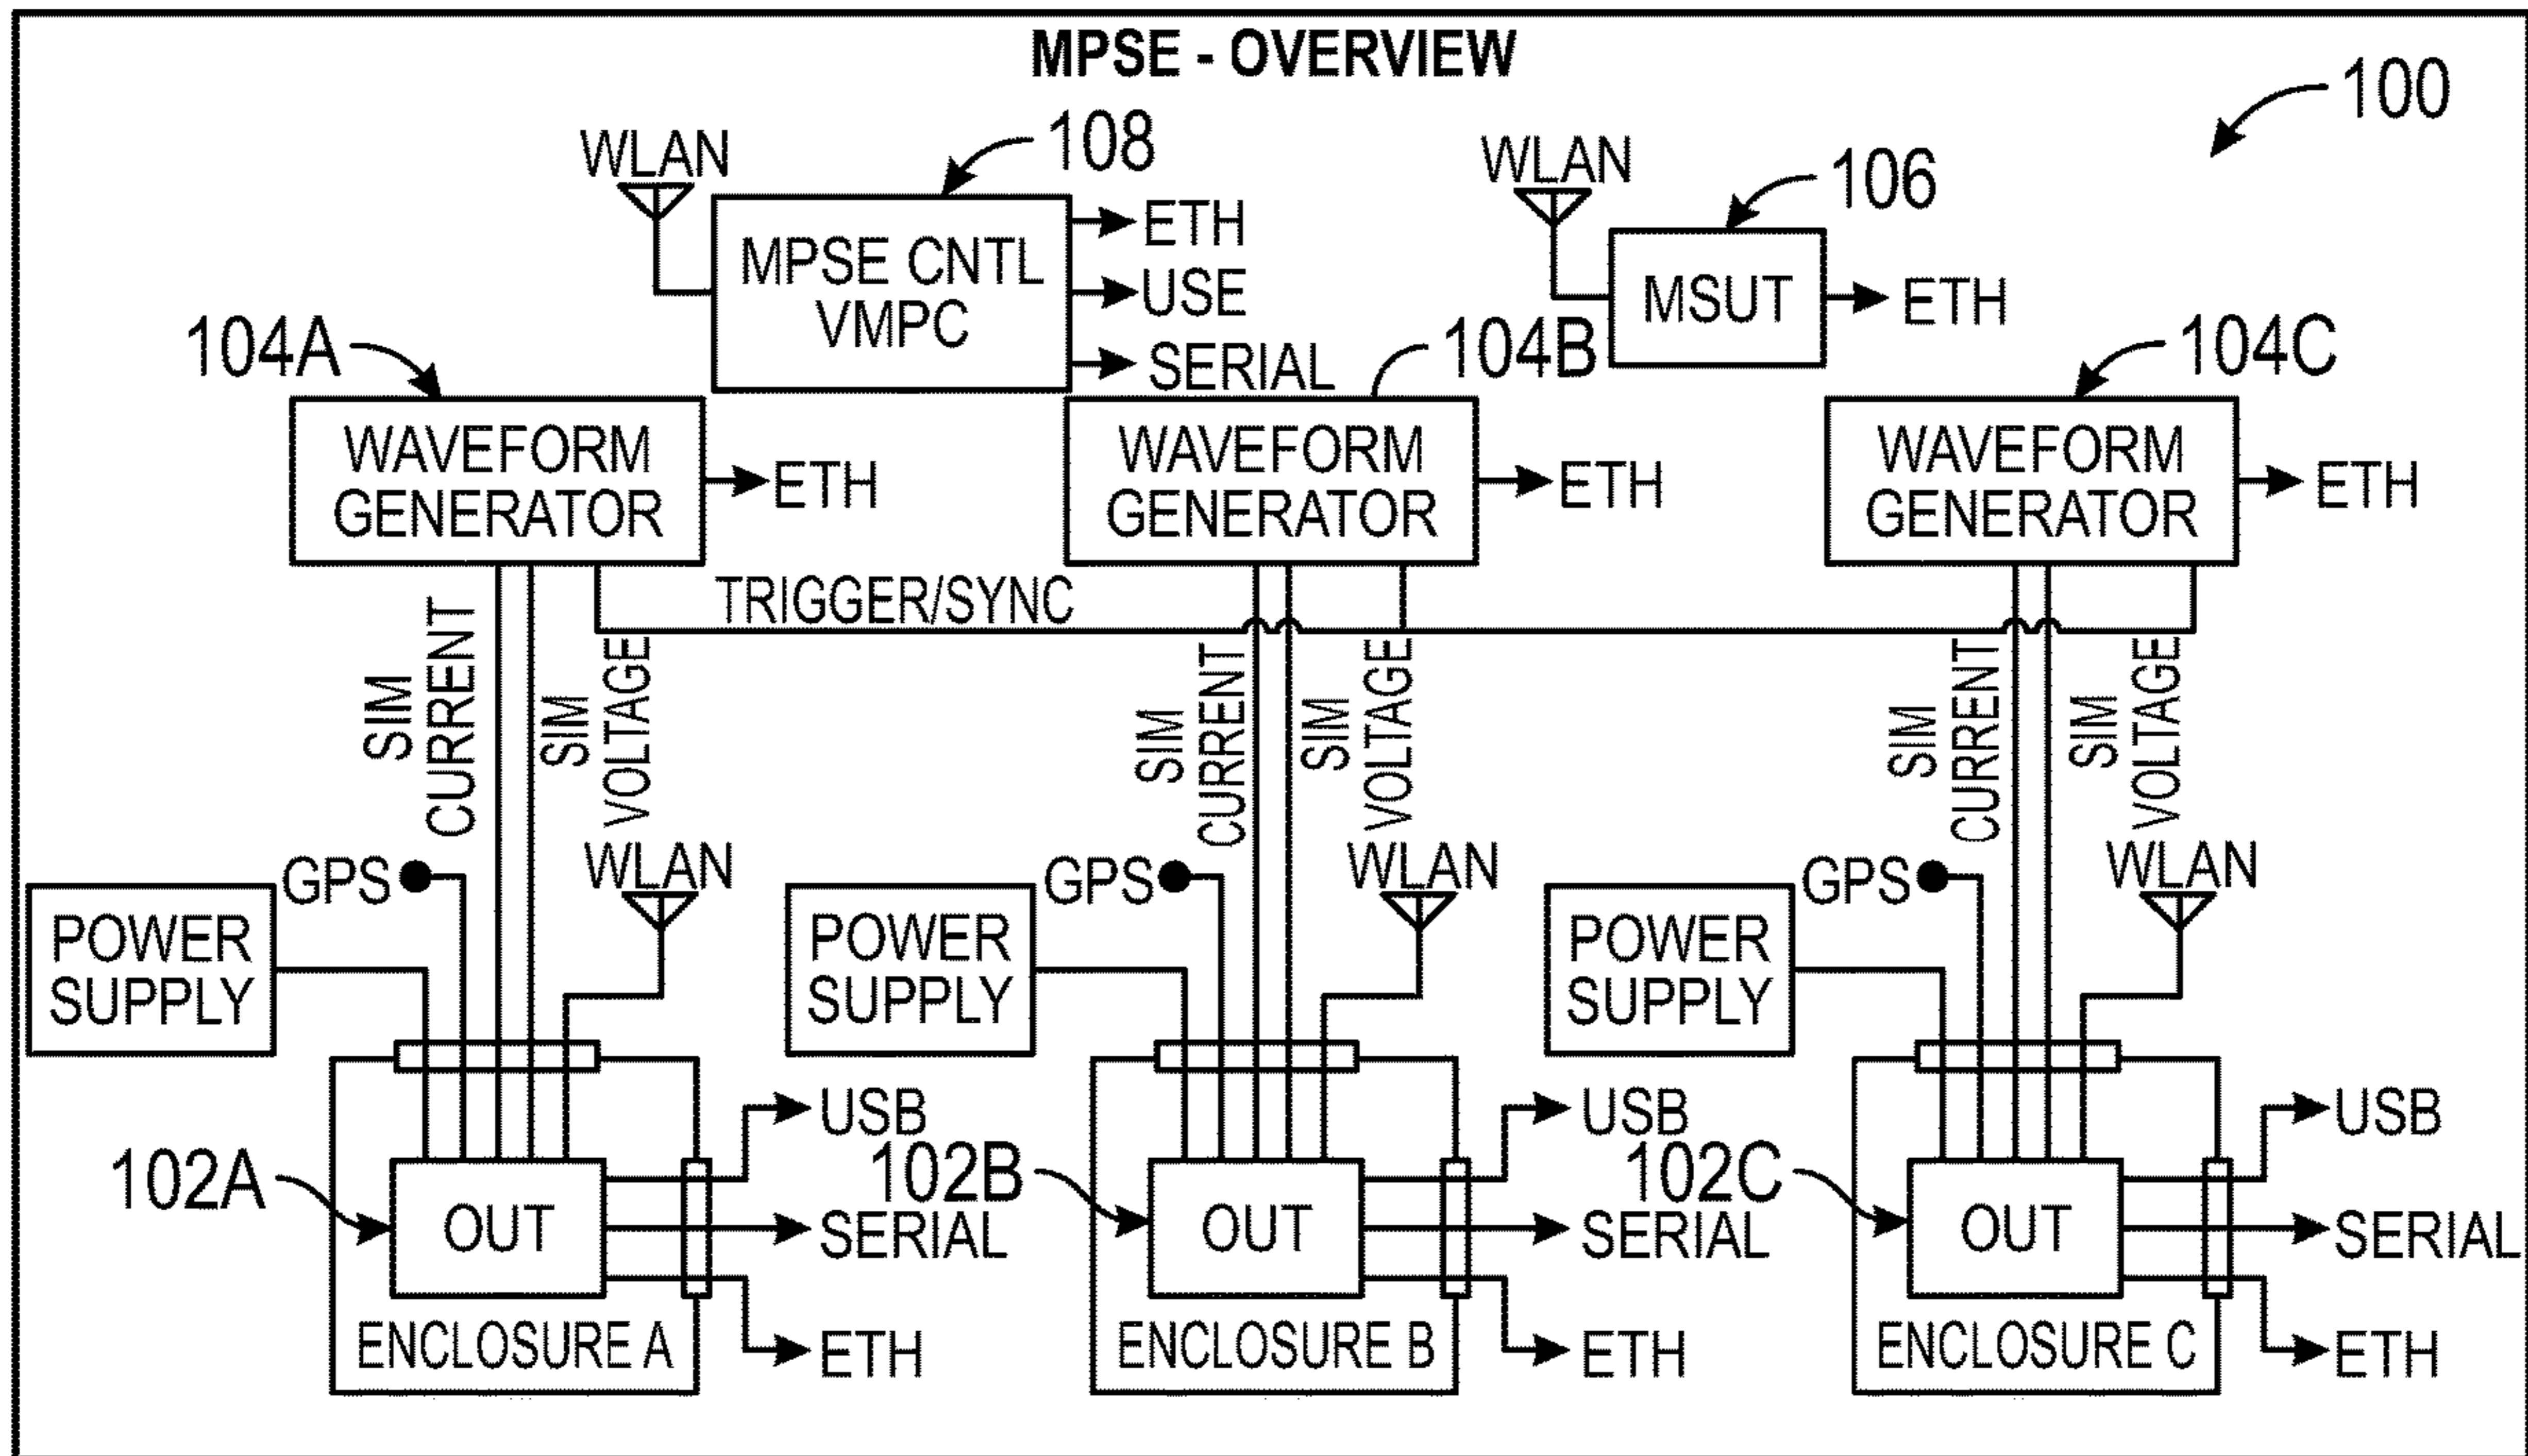 MPSE - OVERVIEW
100
WLAN
108
MPSE CNTL
VMPC
ETH
USE
SERIAL
WLAN
106
MSUT
ETH
104A
WAVEFORM
GENERATOR
ETH
104B
WAVEFORM
GENERATOR
ETH
104C
WAVEFORM
GENERATOR
ETH
TRIGGER/SYNC
SIM
CURRENT
SIM
VOLTAGE
SIM
CURRENT
SIM
VOLTAGE
SIM
CURRENT
SIM
VOLTAGE
POWER
SUPPLY
GPS
WLAN
POWER
SUPPLY
GPS
WLAN
POWER
SUPPLY
GPS
WLAN
102A
OUT
ENCLOSURE A
USB
SERIAL
ETH
102B
OUT
ENCLOSURE B
USB
SERIAL
ETH
102C
OUT
ENCLOSURE C
USB
SERIAL
ETH